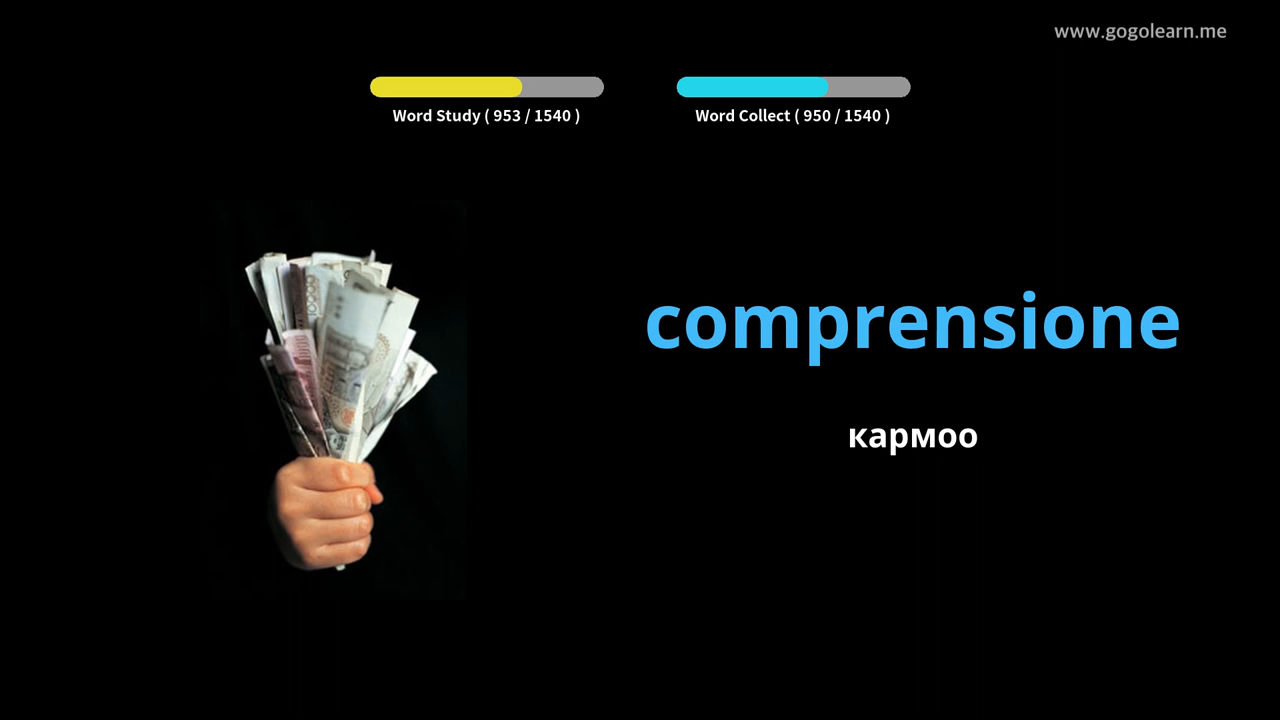 www.gogolearn.me
Word Study ( 953 / 1540 )
Word Collect ( 950 / 1540 )
comprensione
кармоо